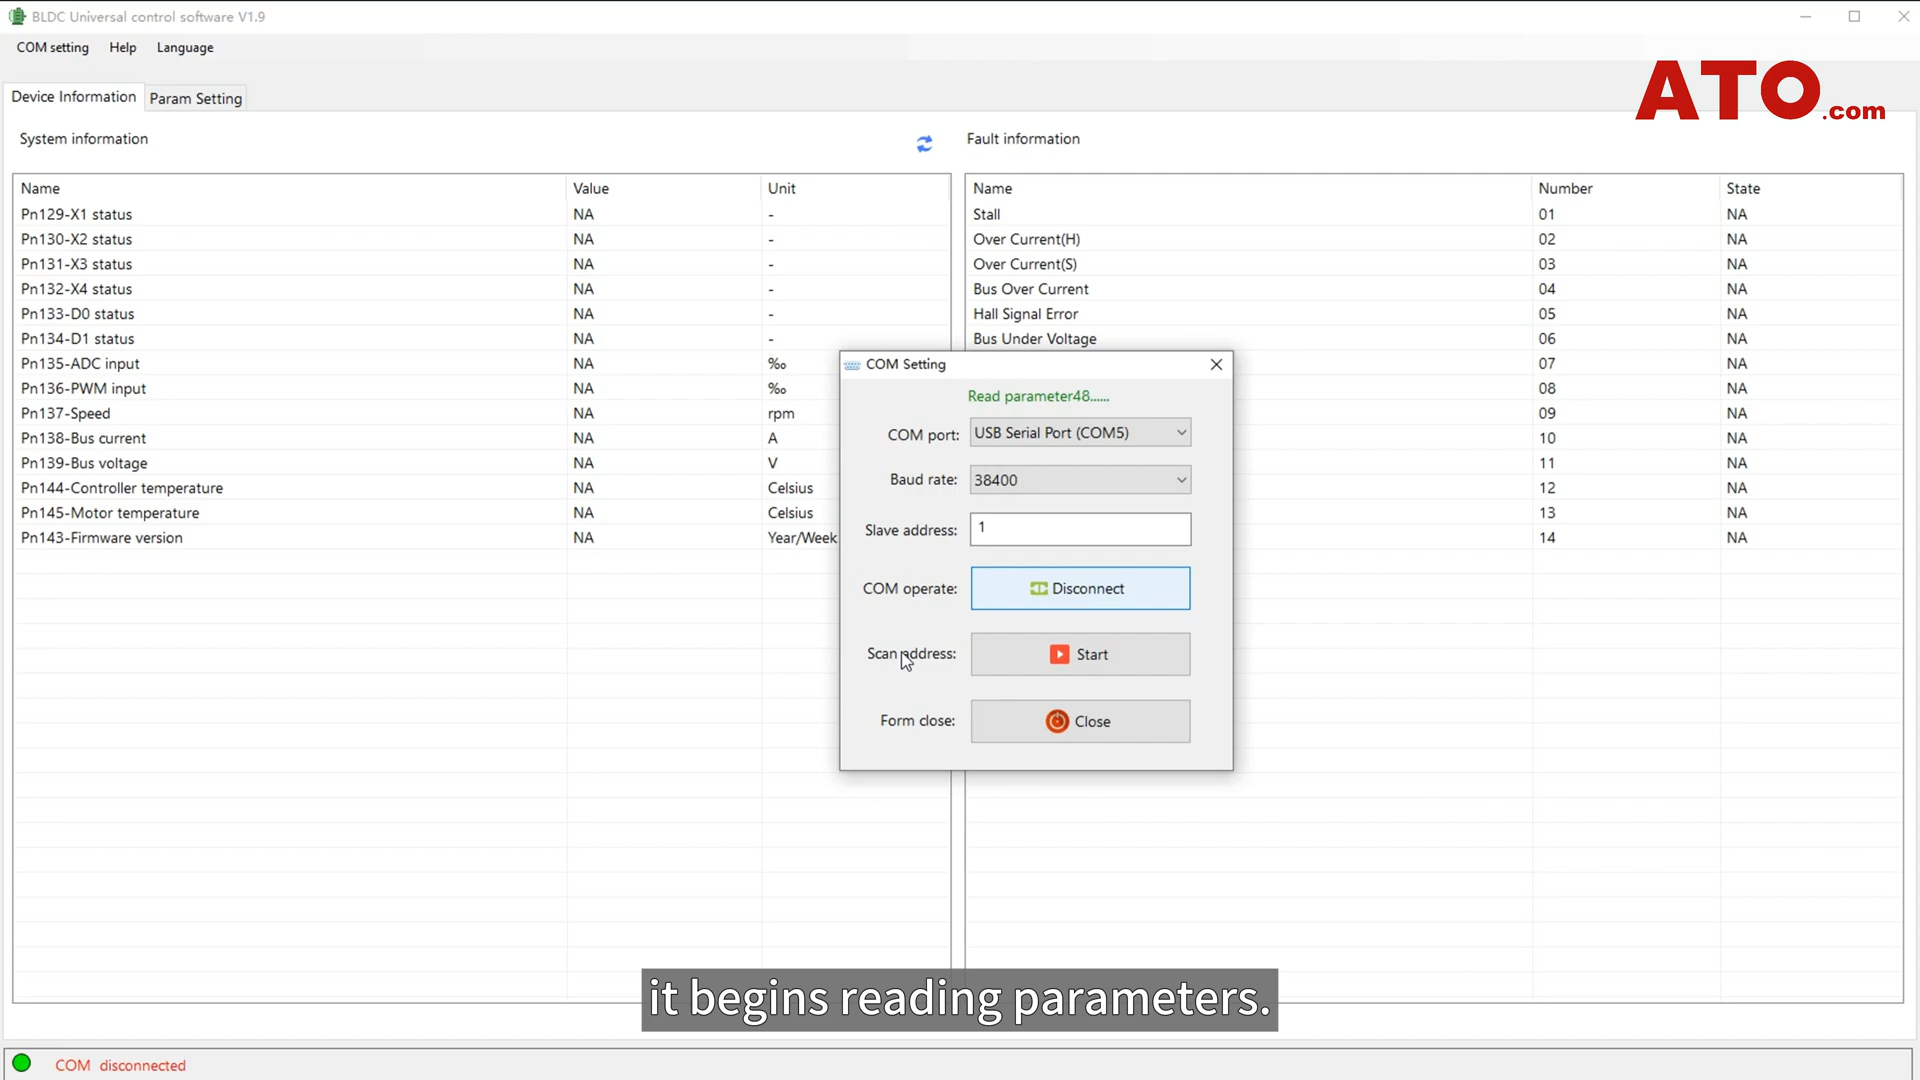 BLDC Universal control software V1.9
COM setting Help Language
ATO.com
Device Information Param Setting
System information
Fault information
Name Value Unit
Pn129-X1 status NA -
Pn130-X2 status NA -
Pn131-X3 status NA -
Pn132-X4 status NA -
Pn133-D0 status NA -
Pn134-D1 status NA -
Pn135-ADC input NA ‰
Pn136-PWM input NA ‰
Pn137-Speed NA rpm
Pn138-Bus current NA A
Pn139-Bus voltage NA V
Pn144-Controller temperature NA Celsius
Pn145-Motor temperature NA Celsius
Pn143-Firmware version NA Year/Week
Name Number State
Stall 01 NA
Over Current(H) 02 NA
Over Current(S) 03 NA
Bus Over Current 04 NA
Hall Signal Error 05 NA
Bus Under Voltage 06 NA
07 NA
08 NA
09 NA
10 NA
11 NA
12 NA
13 NA
14 NA
COM Setting
Read parameter48......
COM port: USB Serial Port (COM5)
Baud rate: 38400
Slave address: 1
COM operate: Disconnect
Scan address: Start
Form close: Close
it begins reading parameters.
COM disconnected